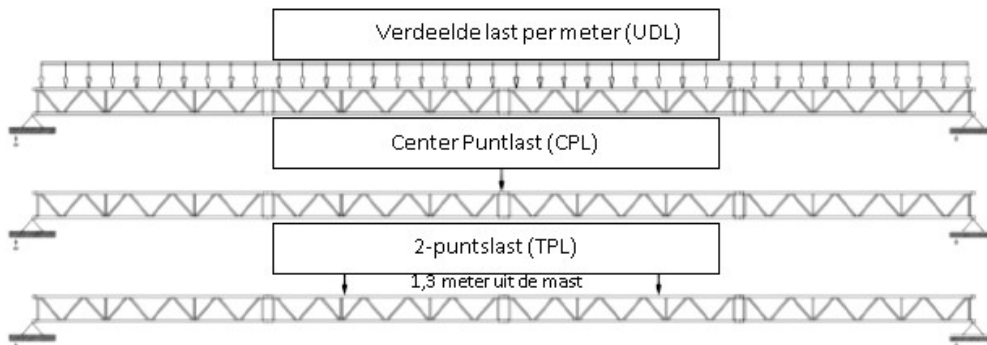 Verdeelde last per meter (UDL)
Center Puntlast (CPL)
2-puntslast (TPL)
1,3 meter uit de mast